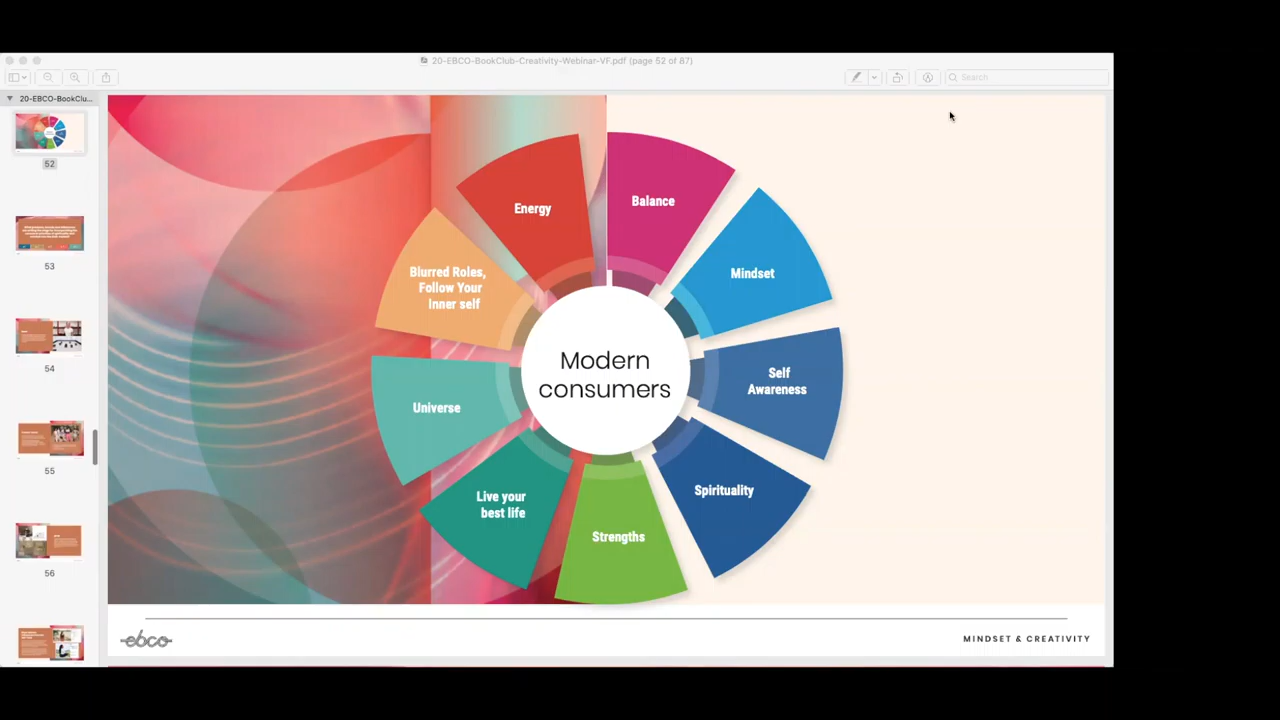 20-EBCO-BookClub-Creativity-Webinar-VF.pdf (page 52 of 87)
Search
20-EBCO-BookClu...
52
53
54
55
56
Energy
Balance
Mindset
Self
Awareness
Spirituality
Strengths
Live your
best life
Universe
Blurred Roles,
Follow Your
Inner self
Modern
consumers
ebco
MINDSET & CREATIVITY